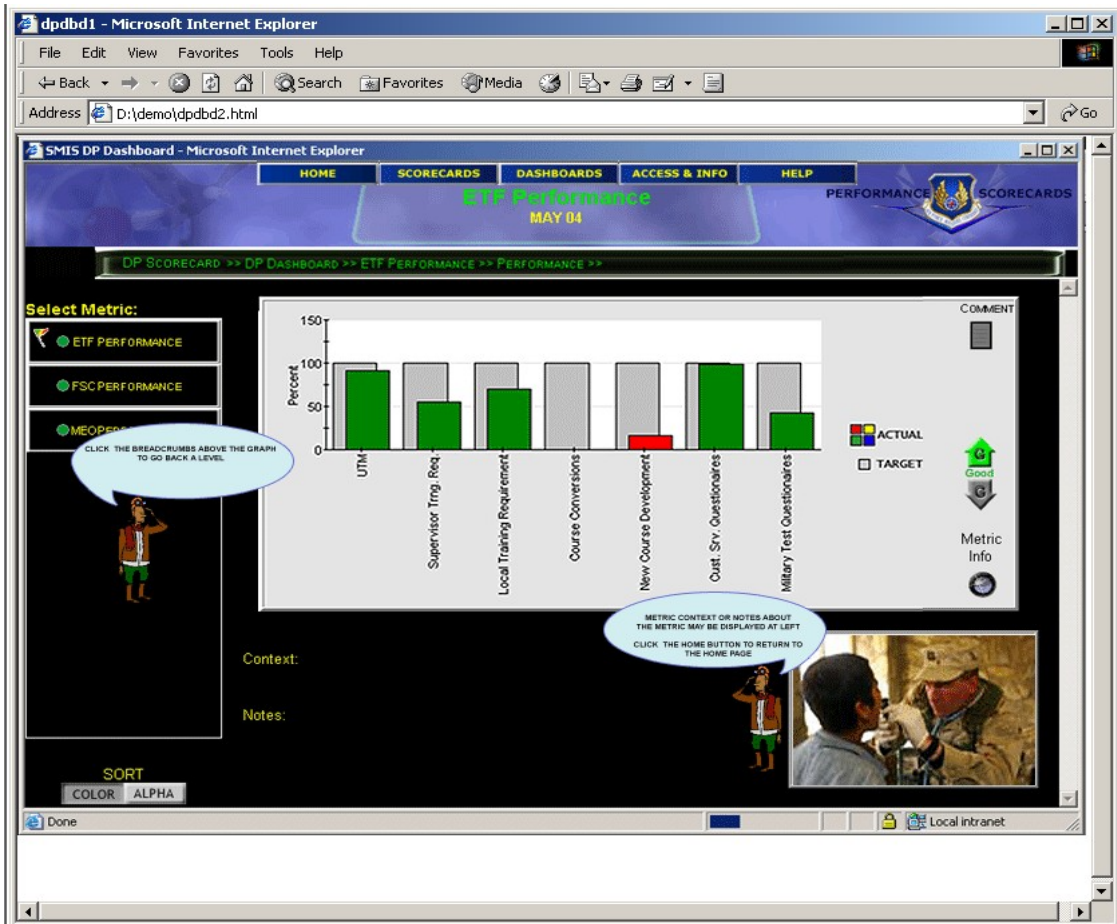 dpdbd1 - Microsoft Internet Explorer
File Edit View Favorites Tools Help
Back Search Favorites Media
Address D:\demo\dpdbd2.html Go
SMIS DP Dashboard - Microsoft Internet Explorer
HOME SCORECARDS DASHBOARDS ACCESS & INFO HELP
ETF Performance
MAY 04
PERFORMANCE SCORECARDS
DP SCORECARD >> DP DASHBOARD >> ETF PERFORMANCE >> PERFORMANCE >>
Select Metric:
ETF PERFORMANCE
FSC PERFORMANCE
CLICK THE BREADCRUMBS ABOVE THE GRAPH
TO GO BACK A LEVEL
Percent
150
100
50
0
UTM
Supervisor Trng. Req.
Local Training Requirement
Course Conversions
New Course Development
Cust. Srv. Questionaires
Military Test Questionaires
ACTUAL
TARGET
COMMENT
G
Good
G
Metric
Info
METRIC CONTEXT OR NOTES ABOUT
THE METRIC MAY BE DISPLAYED AT LEFT
CLICK THE HOME BUTTON TO RETURN TO
THE HOME PAGE
Context:
Notes:
SORT
COLOR ALPHA
Done Local intranet